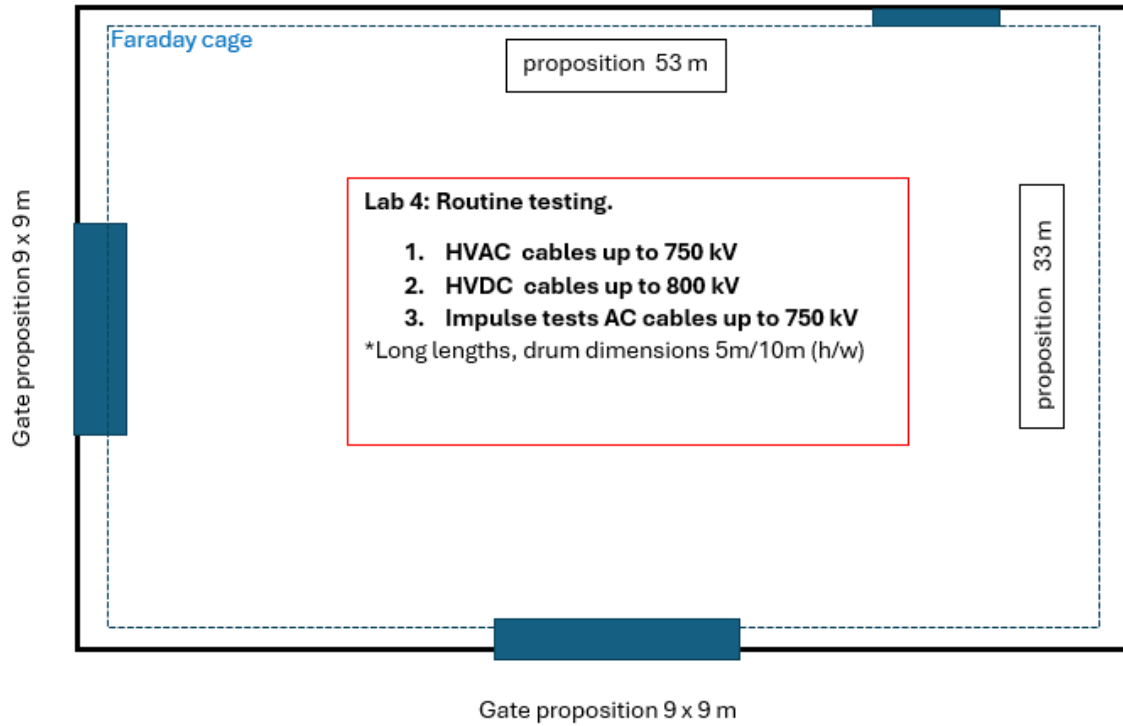 Faraday cage
proposition 53 m
Gate proposition 9 x 9 m
Lab 4: Routine testing.
1. HVAC cables up to 750 kV
2. HVDC cables up to 800 kV
3. Impulse tests AC cables up to 750 kV
*Long lengths, drum dimensions 5m/10m (h/w)
proposition 33 m
Gate proposition 9 x 9 m